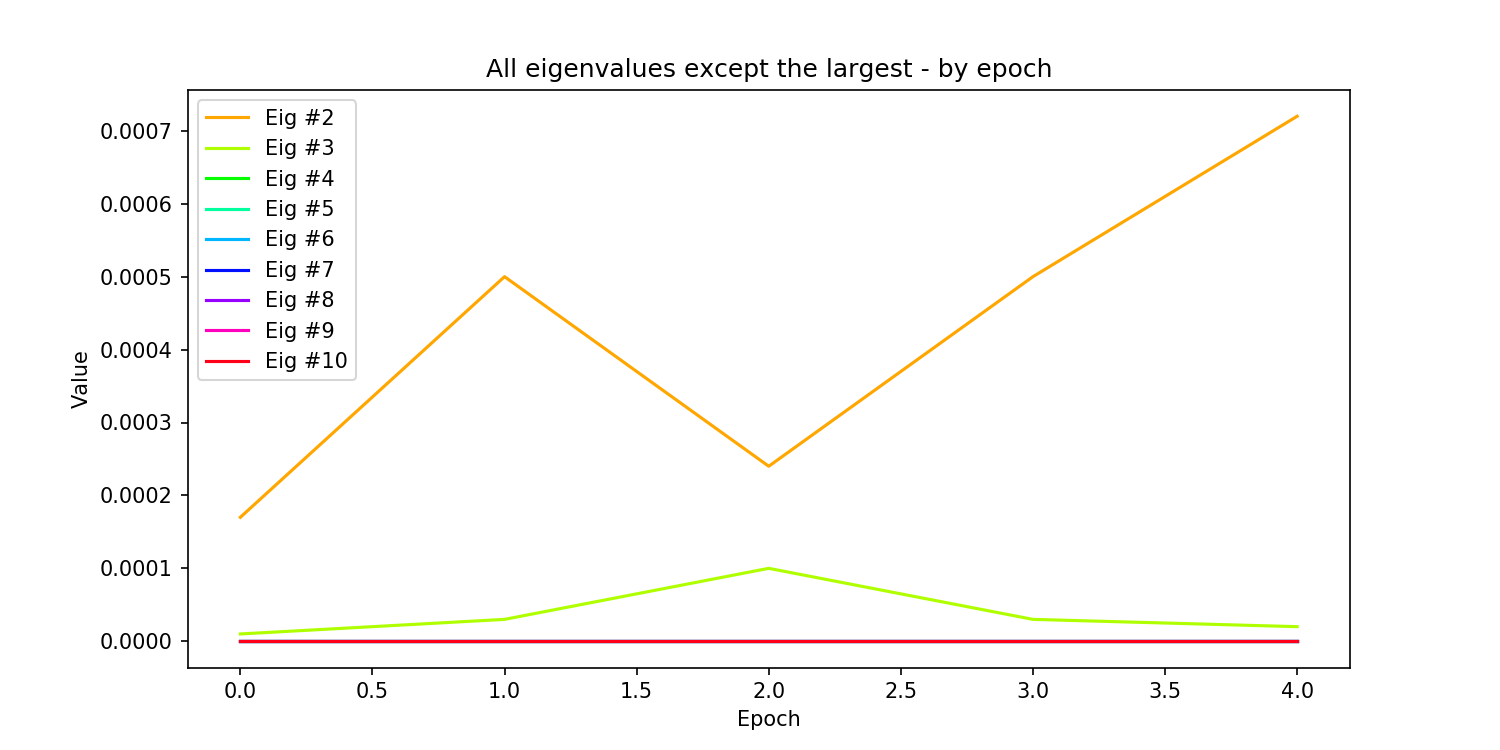 All eigenvalues except the largest - by epoch
Eig #2
Eig #3
Eig #4
Eig #5
Eig #6
Eig #7
Eig #8
Eig #9
Eig #10
Value
0.0007
0.0006
0.0005
0.0004
0.0003
0.0002
0.0001
0.0000
0.0 0.5 1.0 1.5 2.0 2.5 3.0 3.5 4.0
Epoch